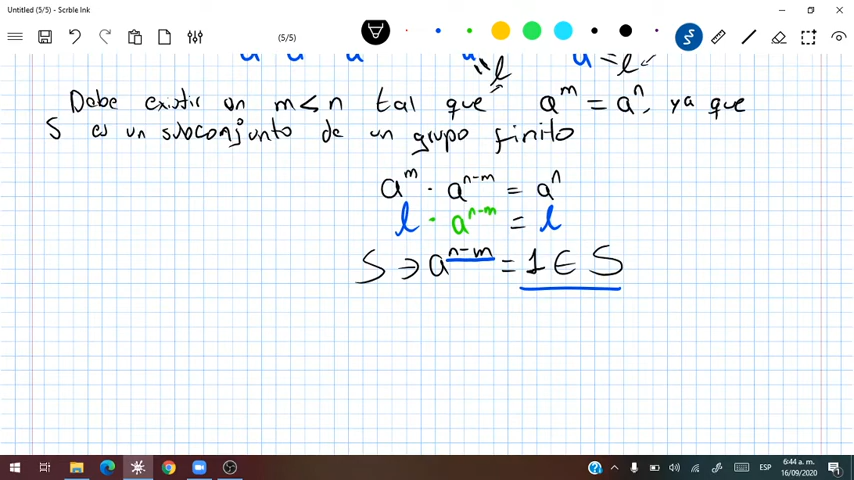 Untitled (5/5) - Scrble Ink
(5/5)
a a a a a
l = l
Debe existir un m < n tal que a^m = a^n, ya que
S es un subconjunto de un grupo finito
a^m · a^(n-m) = a^n
l · a^(n-m) = l
S ∋ a^(n-m) = 1 ∈ S
ESP
6:44 a. m.
16/09/2020